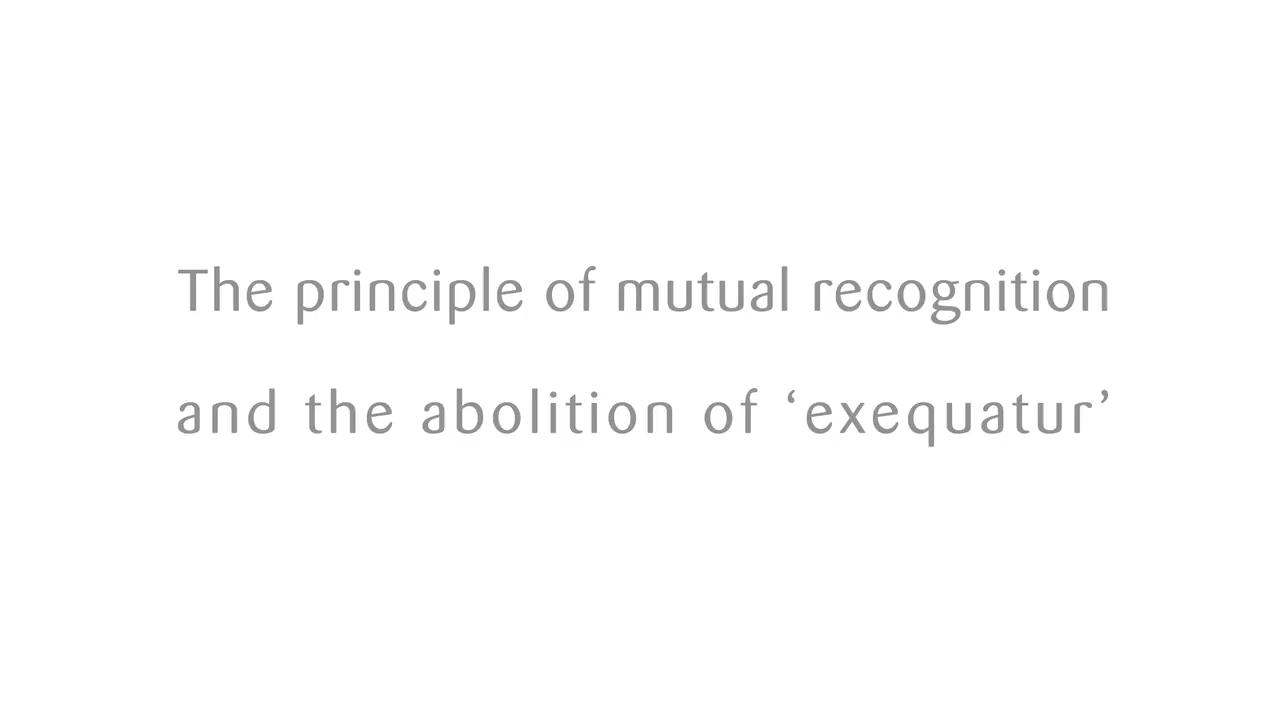 The principle of mutual recognition
and the abolition of ‘exequatur’